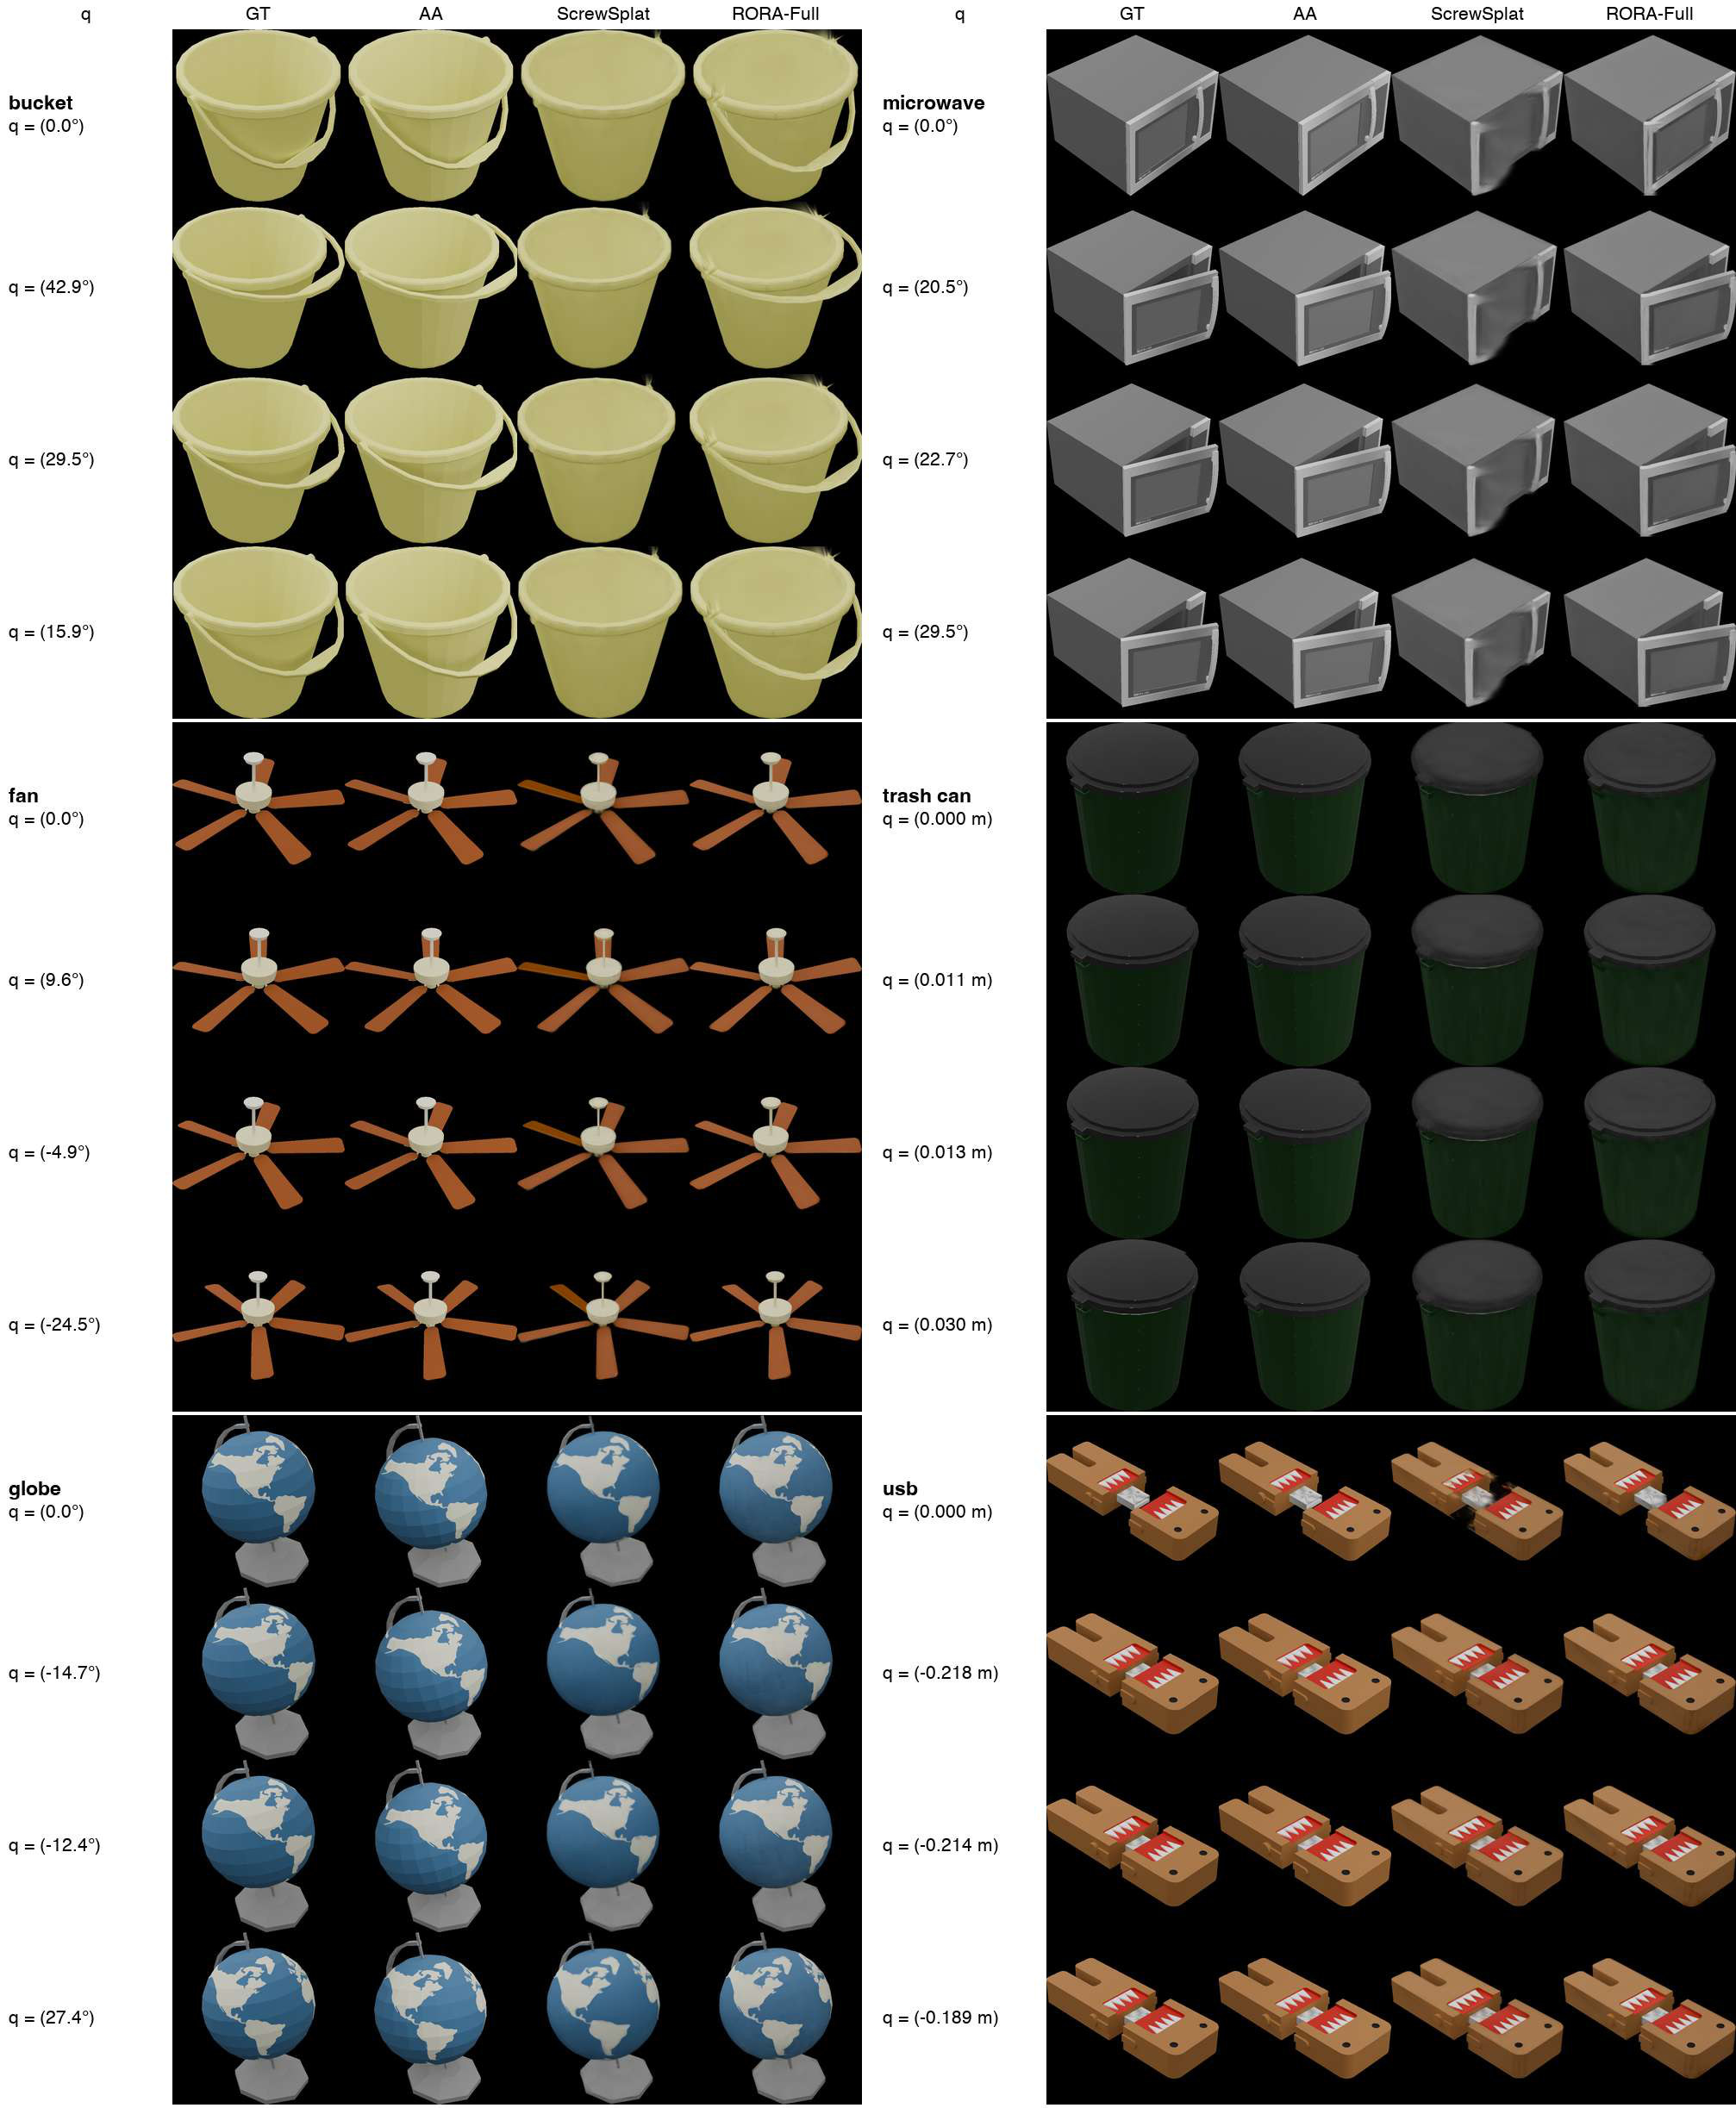 q GT AA ScrewSplat RORA-Full q GT AA ScrewSplat RORA-Full
bucket
q = (0.0°)
q = (42.9°)
q = (29.5°)
q = (15.9°)
microwave
q = (0.0°)
q = (20.5°)
q = (22.7°)
q = (29.5°)
fan
q = (0.0°)
q = (9.6°)
q = (-4.9°)
q = (-24.5°)
trash can
q = (0.000 m)
q = (0.011 m)
q = (0.013 m)
q = (0.030 m)
globe
q = (0.0°)
q = (-14.7°)
q = (-12.4°)
q = (27.4°)
usb
q = (0.000 m)
q = (-0.218 m)
q = (-0.214 m)
q = (-0.189 m)